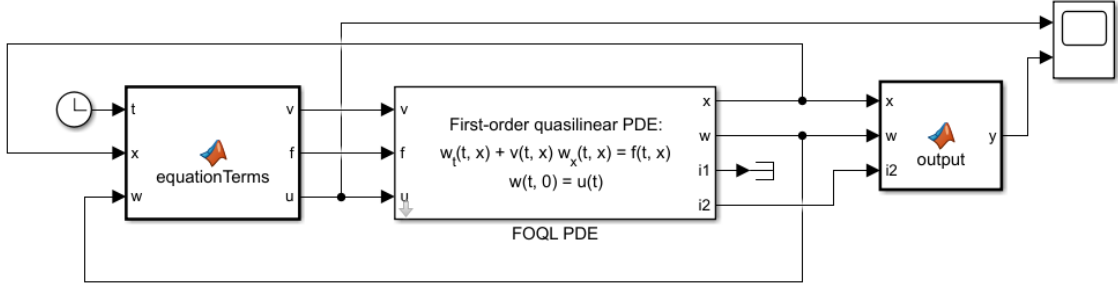 t
x
w
v
f
u
equationTerms
v
f
u
First-order quasilinear PDE:
w_t(t, x) + v(t, x) w_x(t, x) = f(t, x)
w(t, 0) = u(t)
x
w
i1
i2
FOQL PDE
x
w
i2
y
output